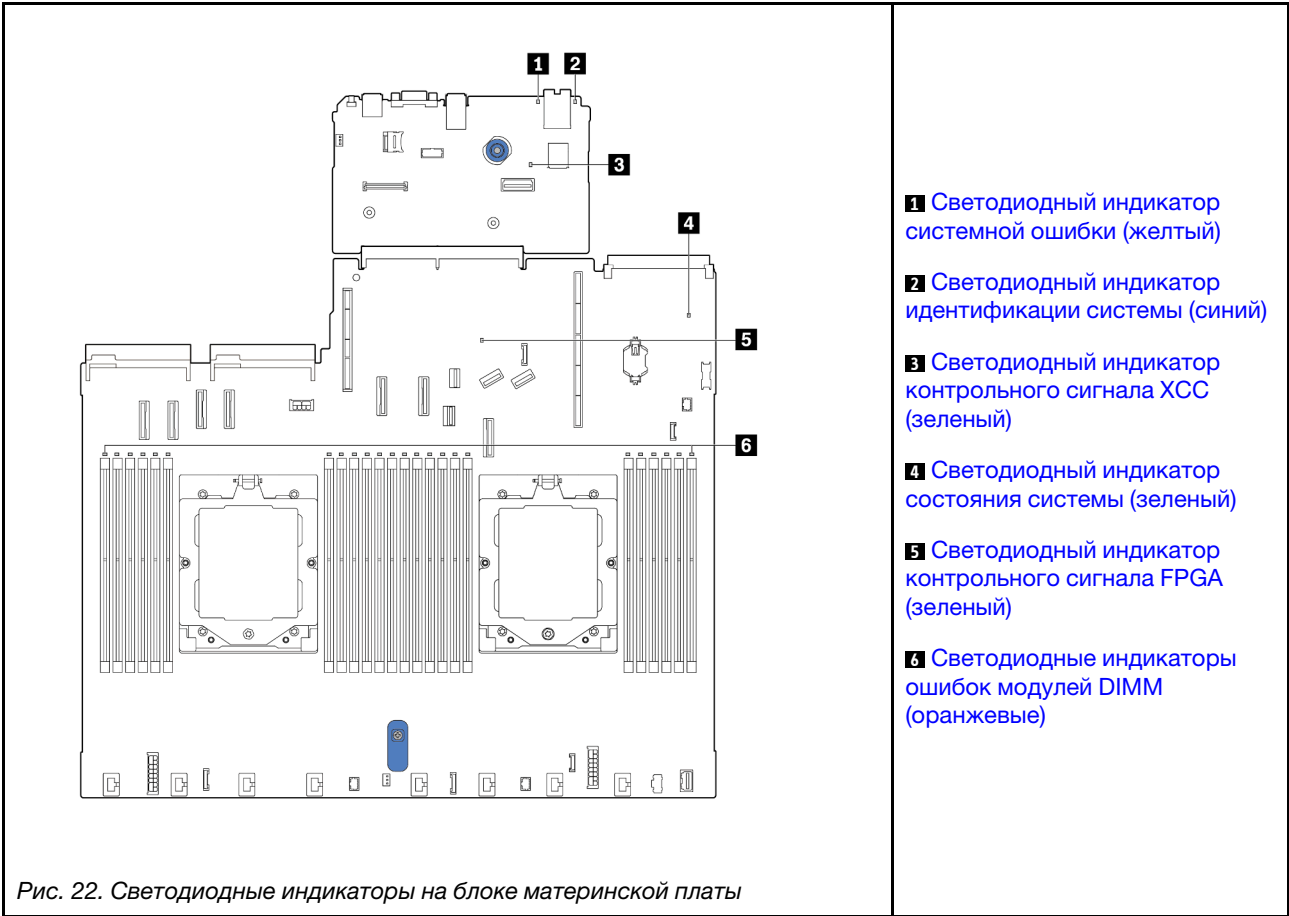 1 2
3
4
5
6
Рис. 22. Светодиодные индикаторы на блоке материнской платы
1 Светодиодный индикатор
системной ошибки (желтый)
2 Светодиодный индикатор
идентификации системы (синий)
3 Светодиодный индикатор
контрольного сигнала XCC
(зеленый)
4 Светодиодный индикатор
состояния системы (зеленый)
5 Светодиодный индикатор
контрольного сигнала FPGA
(зеленый)
6 Светодиодные индикаторы
ошибок модулей DIMM
(оранжевые)